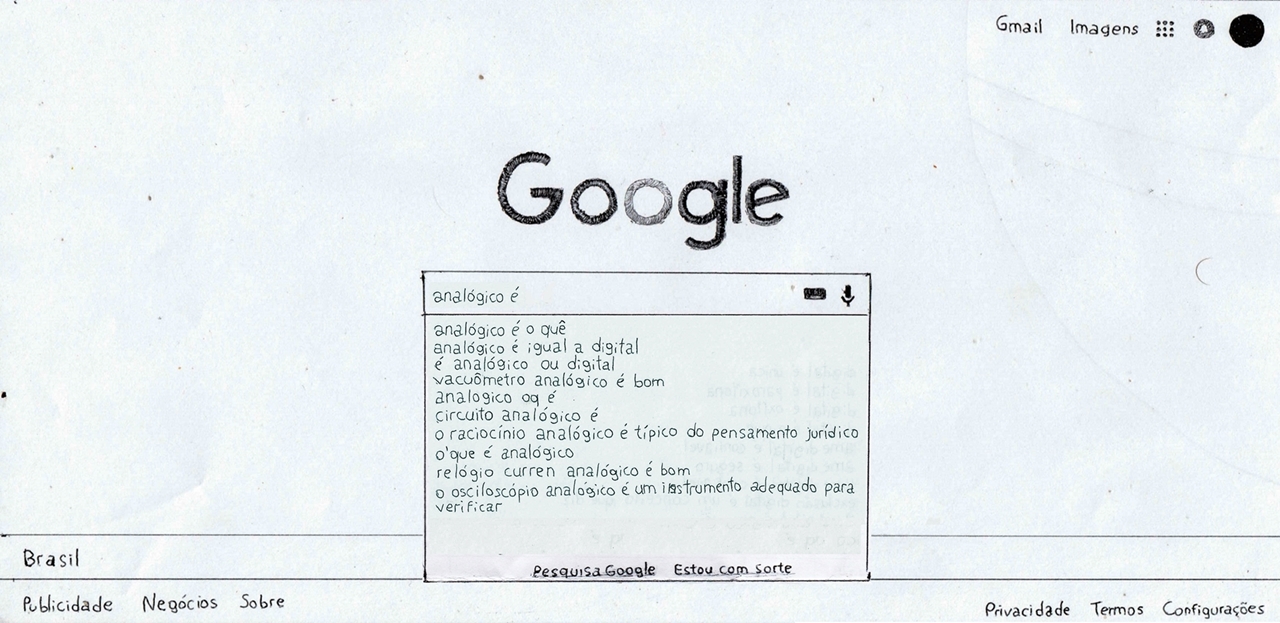 Gmail Imagens
Google
analógico é
analógico é o quê
analógico é igual a digital
é analógico ou digital
vacuômetro analógico é bom
analogico oq é
circuito analógico é
o raciocínio analógico é típico do pensamento jurídico
o'que é analógico
relógio curren analógico é bom
o osciloscópio analógico é um instrumento adequado para
verificar
Pesquisa Google Estou com Sorte
Brasil
Publicidade Negócios Sobre
Privacidade Termos Configurações